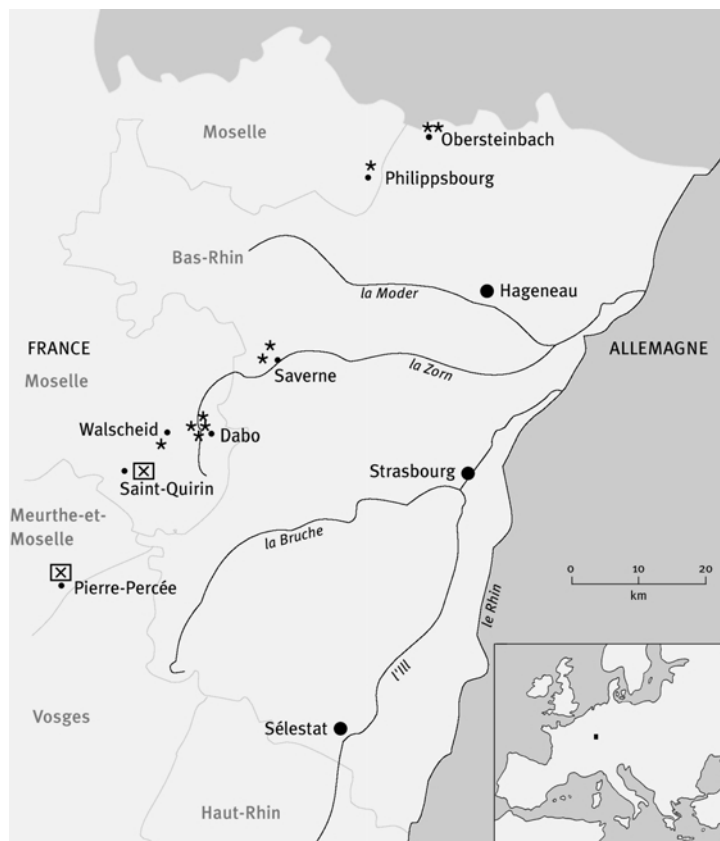 Moselle
Obersteinbach
Philippsbourg
Bas-Rhin
la Moder
Hageneau
FRANCE
ALLEMAGNE
Moselle
Saverne
la Zorn
Walscheid
Dabo
Saint-Quirin
Strasbourg
Meurthe-et-
Moselle
la Bruche
Pierre-Percée
0 10 20
km
le Rhin
l'Ill
Vosges
Sélestat
Haut-Rhin